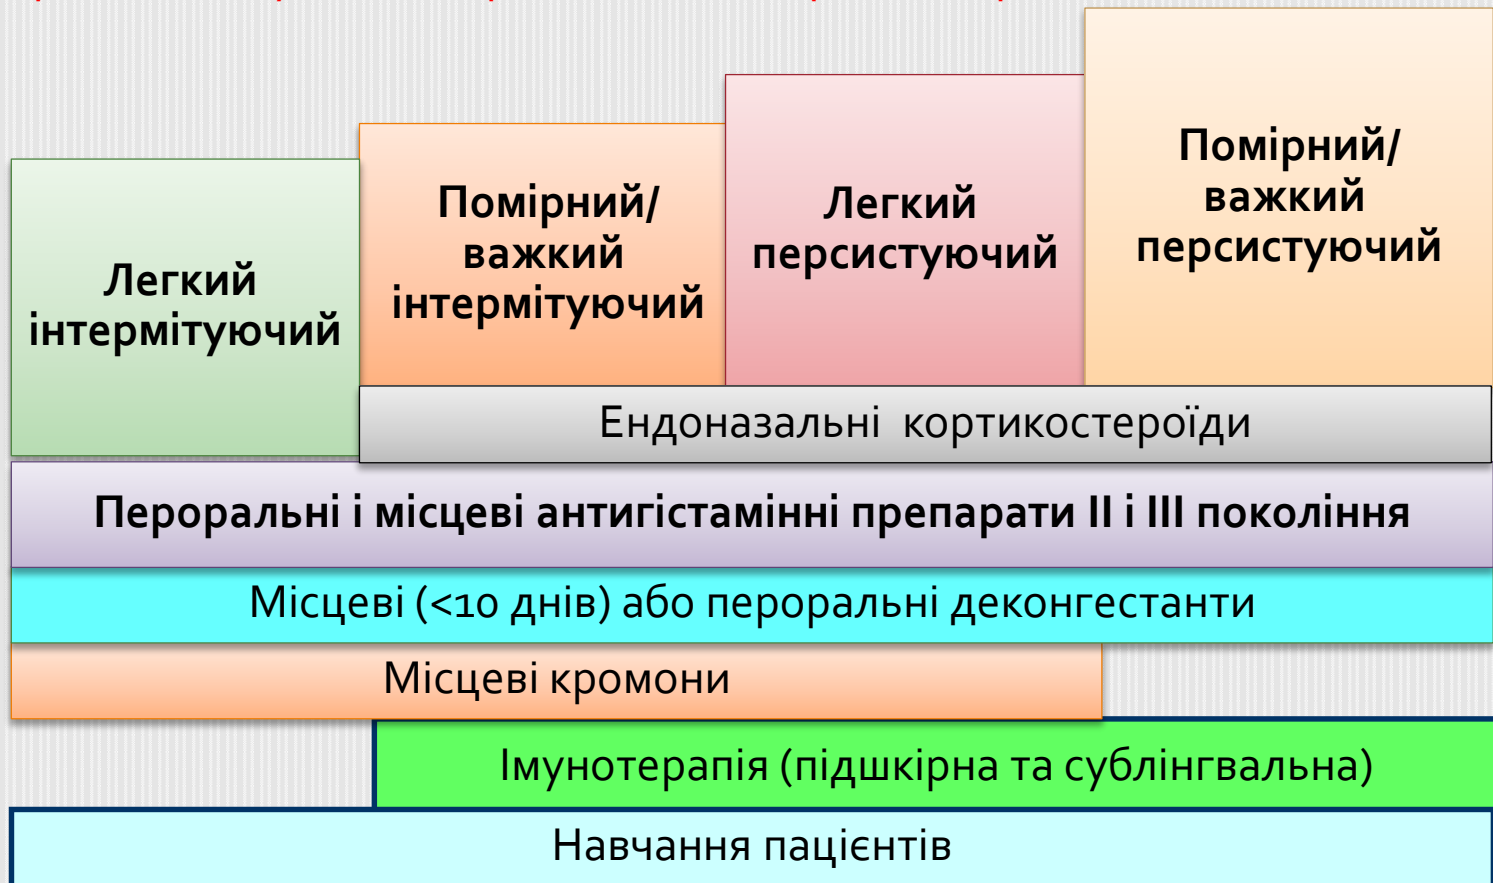 Легкий
інтермітуючий
Помірний/
важкий
інтермітуючий
Легкий
персистуючий
Помірний/
важкий
персистуючий
Ендоназальні кортикостероїди
Пероральні і місцеві антигістамінні препарати II і III покоління
Місцеві (<10 днів) або пероральні деконгестанти
Місцеві кромони
Імунотерапія (підшкірна та сублінгвальна)
Навчання пацієнтів